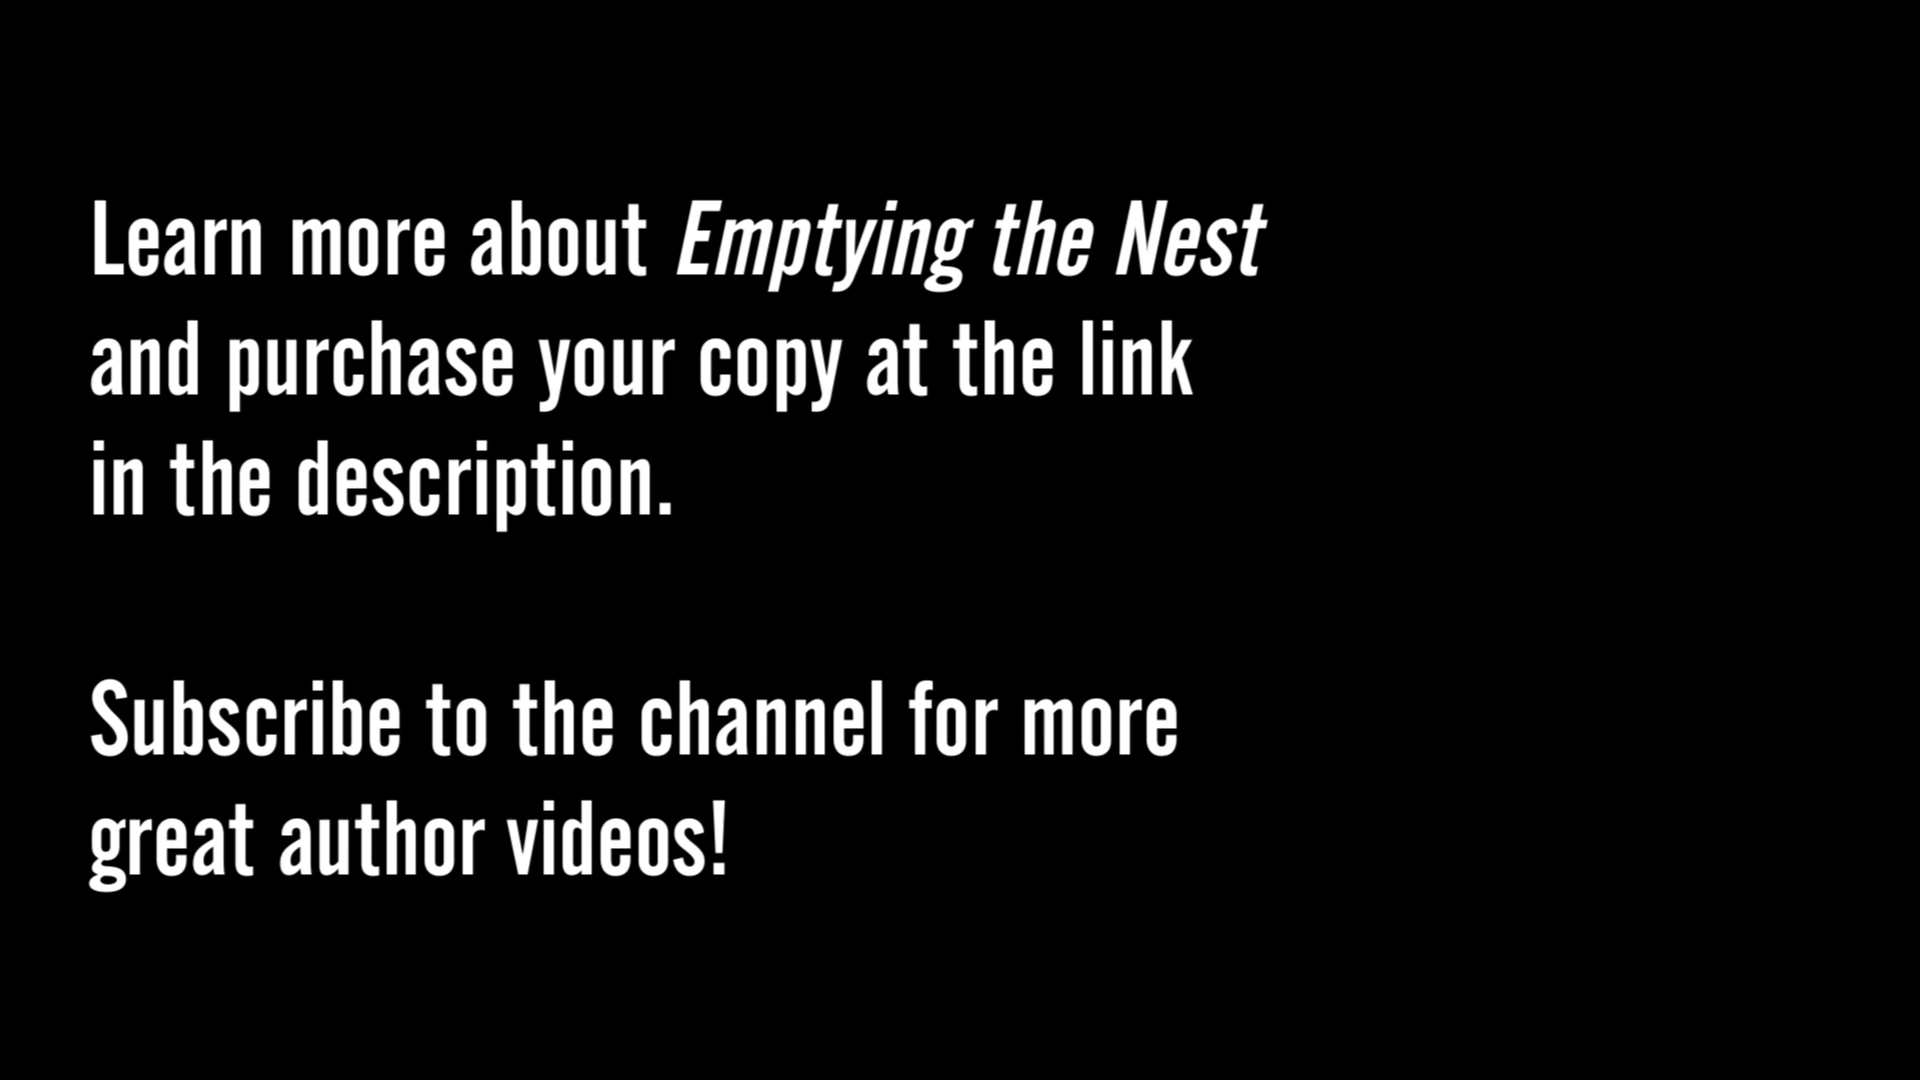 Learn more about Emptying the Nest
and purchase your copy at the link
in the description.
Subscribe to the channel for more
great author videos!